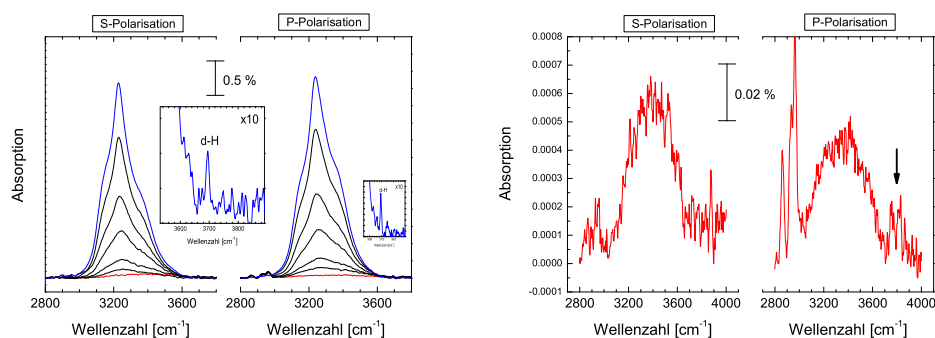 S-Polarisation
P-Polarisation
Absorption
0.5 %
x10
d-H
3600 3700 3800
Wellenzahl [cm-1]
x10
d-H
2800 3200 3600
2800 3200 3600
Wellenzahl [cm-1]
Wellenzahl [cm-1]
S-Polarisation
P-Polarisation
Absorption
0.0008
0.0007
0.0006
0.0005
0.0004
0.0003
0.0002
0.0001
0.0000
-0.0001
0.02 %
2800 3200 3600 4000
2800 3200 3600 4000
Wellenzahl [cm-1]
Wellenzahl [cm-1]